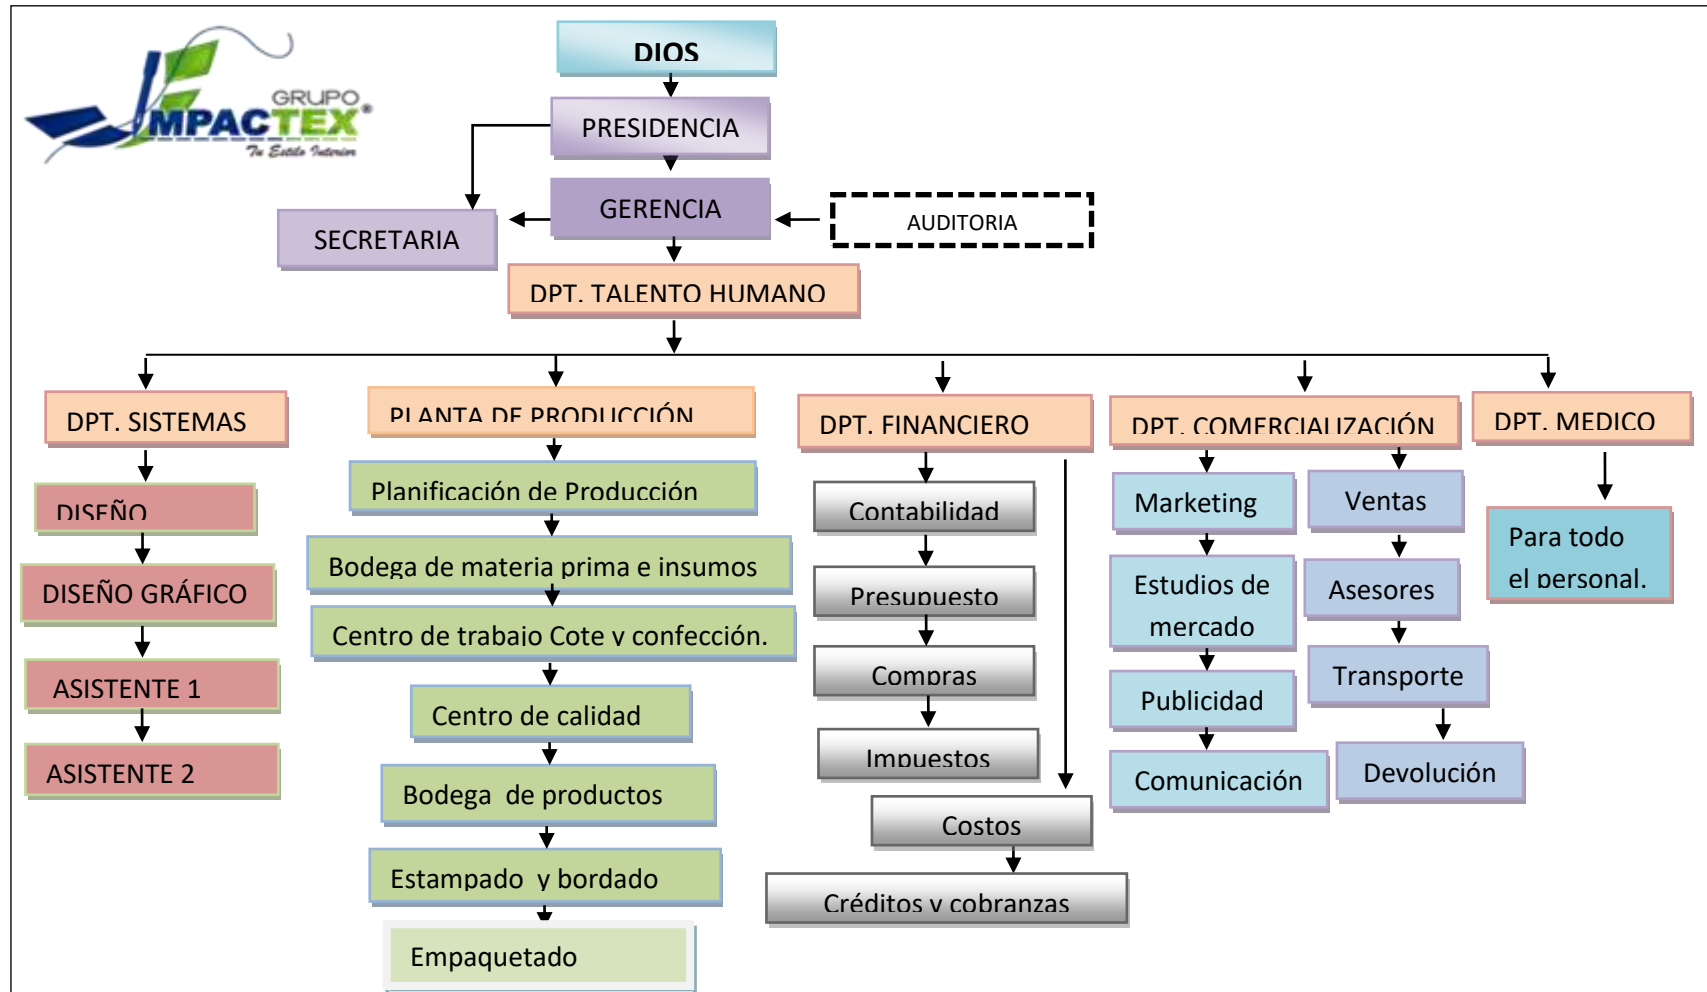 DIOS
GRUPO
IMPACTEX®
Tu Estilo Interior
PRESIDENCIA
GERENCIA
SECRETARIA
AUDITORIA
DPT. TALENTO HUMANO
DPT. SISTEMAS
PLANTA DE PRODUCCIÓN
DPT. FINANCIERO
DPT. COMERCIALIZACIÓN
DPT. MEDICO
DISEÑO
DISEÑO GRÁFICO
ASISTENTE 1
ASISTENTE 2
Planificación de Producción
Bodega de materia prima e insumos
Centro de trabajo Cote y confección.
Centro de calidad
Bodega de productos
Estampado y bordado
Empaquetado
Contabilidad
Presupuesto
Compras
Impuestos
Costos
Créditos y cobranzas
Marketing
Estudios de
mercado
Publicidad
Comunicación
Ventas
Asesores
Transporte
Devolución
Para todo
el personal.